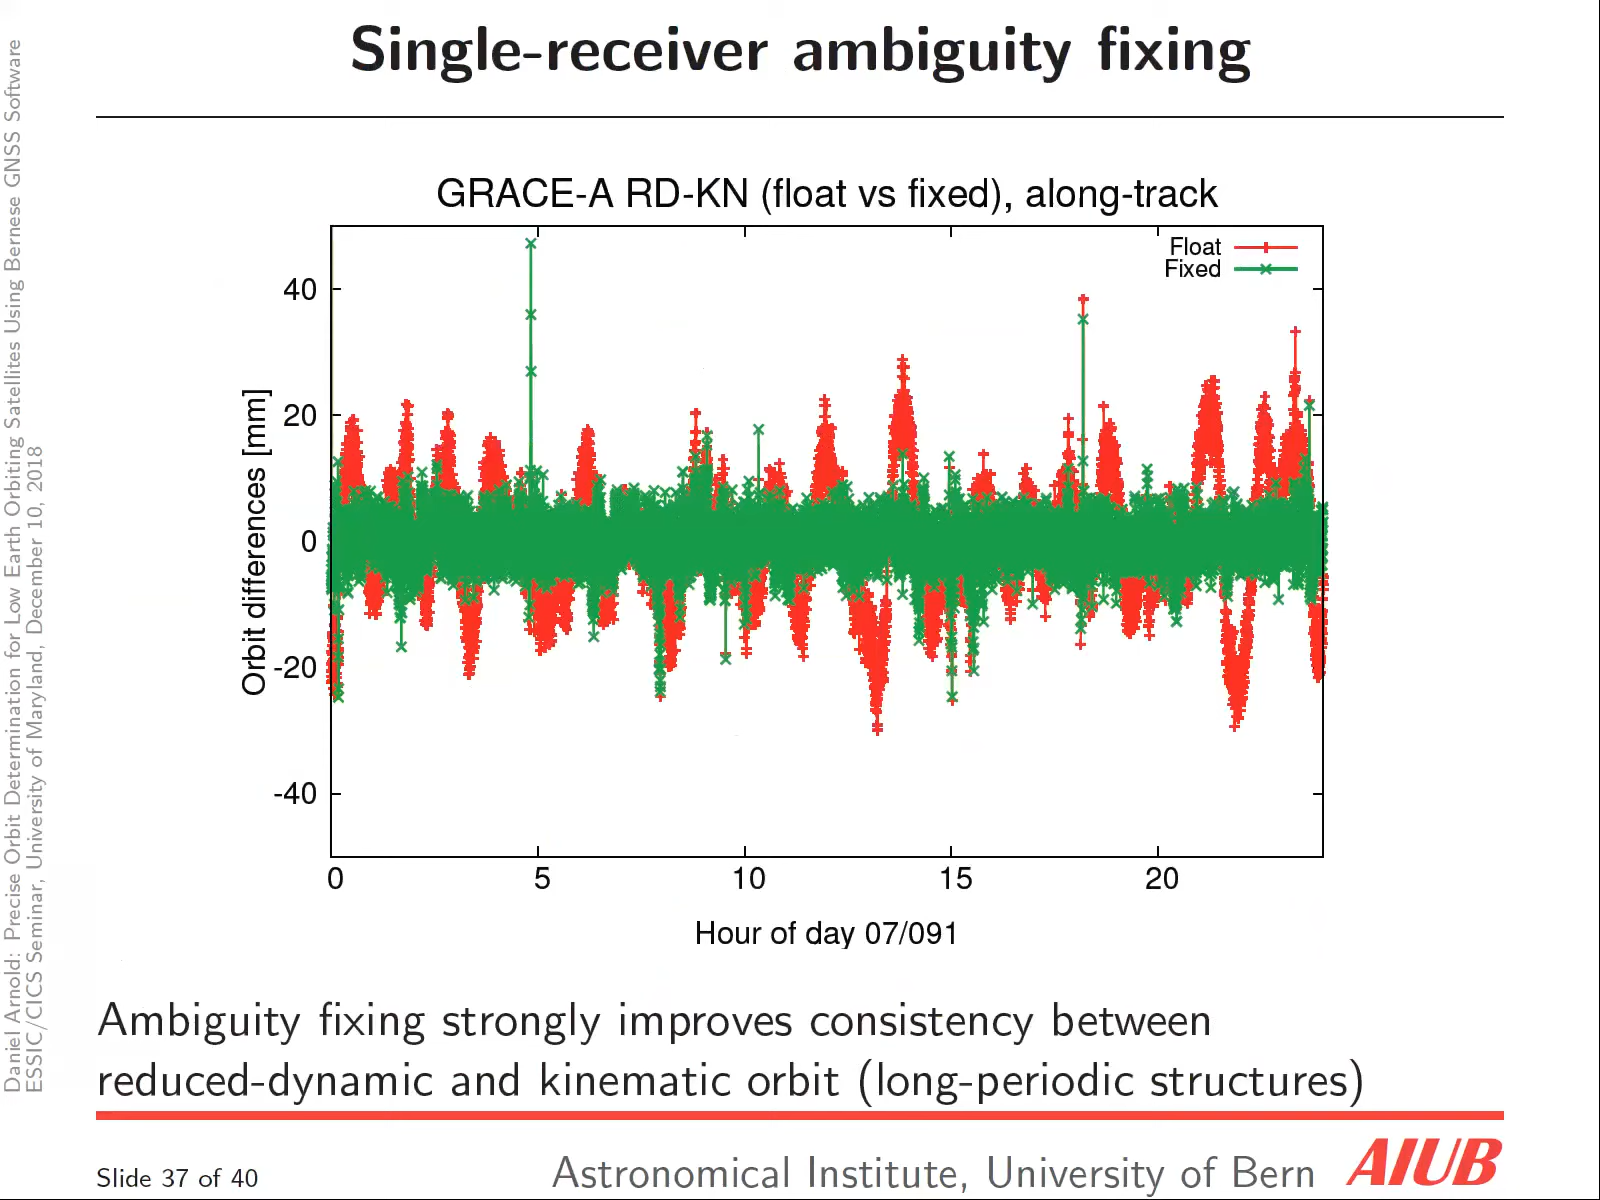 Single-receiver ambiguity fixing
GRACE-A RD-KN (float vs fixed), along-track
Float
Fixed
Orbit differences [mm]
40
20
0
-20
-40
0 5 10 15 20
Hour of day 07/091
Ambiguity fixing strongly improves consistency between
reduced-dynamic and kinematic orbit (long-periodic structures)
Slide 37 of 40
Astronomical Institute, University of Bern
AIUB
Daniel Arnold: Precise Orbit Determination for Low Earth Orbiting Satellites Using Bernese GNSS Software
ESSIC/CICS Seminar, University of Maryland, December 10, 2018